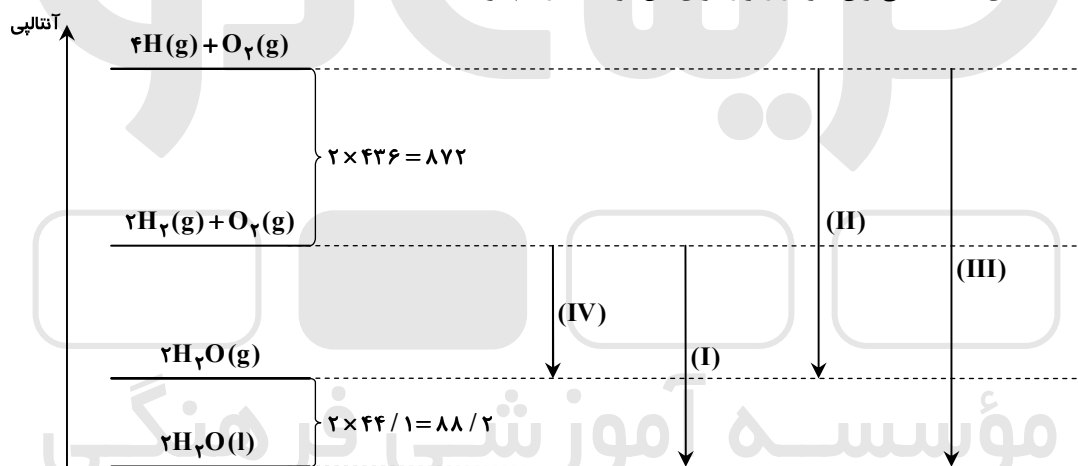 آنتالپی
۴H(g)+O۲(g)
۲×۴۳۶=۸۷۲
۲H۲(g)+O۲(g)
(II)
(III)
(IV)
۲H۲O(g)
(I)
۲×۴۴/۱=۸۸/۲
۲H۲O(l)
مؤسسه آموزشی فرهنگی